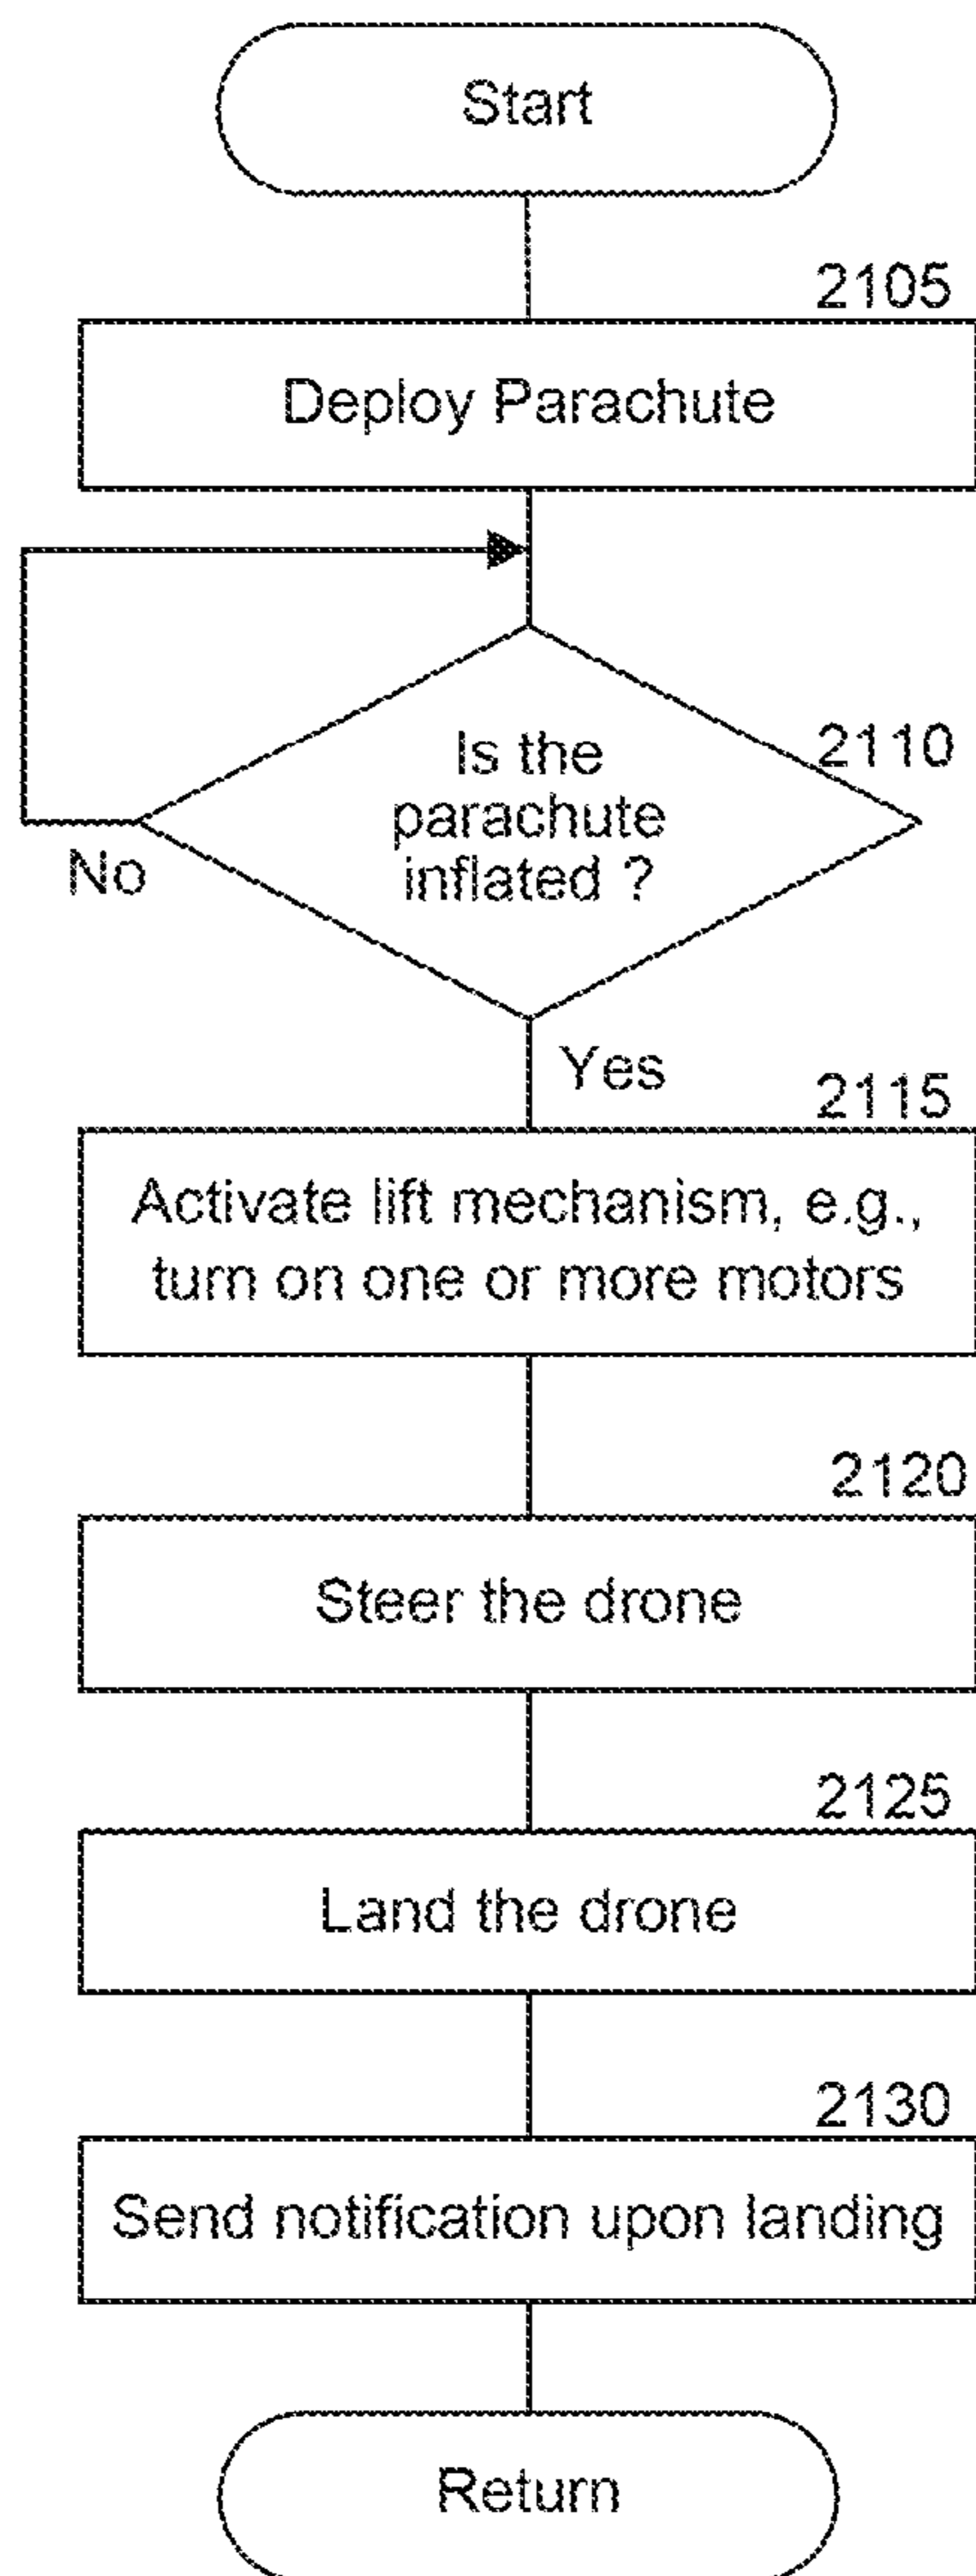 Start
2105
Deploy Parachute
2110
Is the
parachute
inflated ?
No
Yes
2115
Activate lift mechanism, e.g.,
turn on one or more motors
2120
Steer the drone
2125
Land the drone
2130
Send notification upon landing
Return